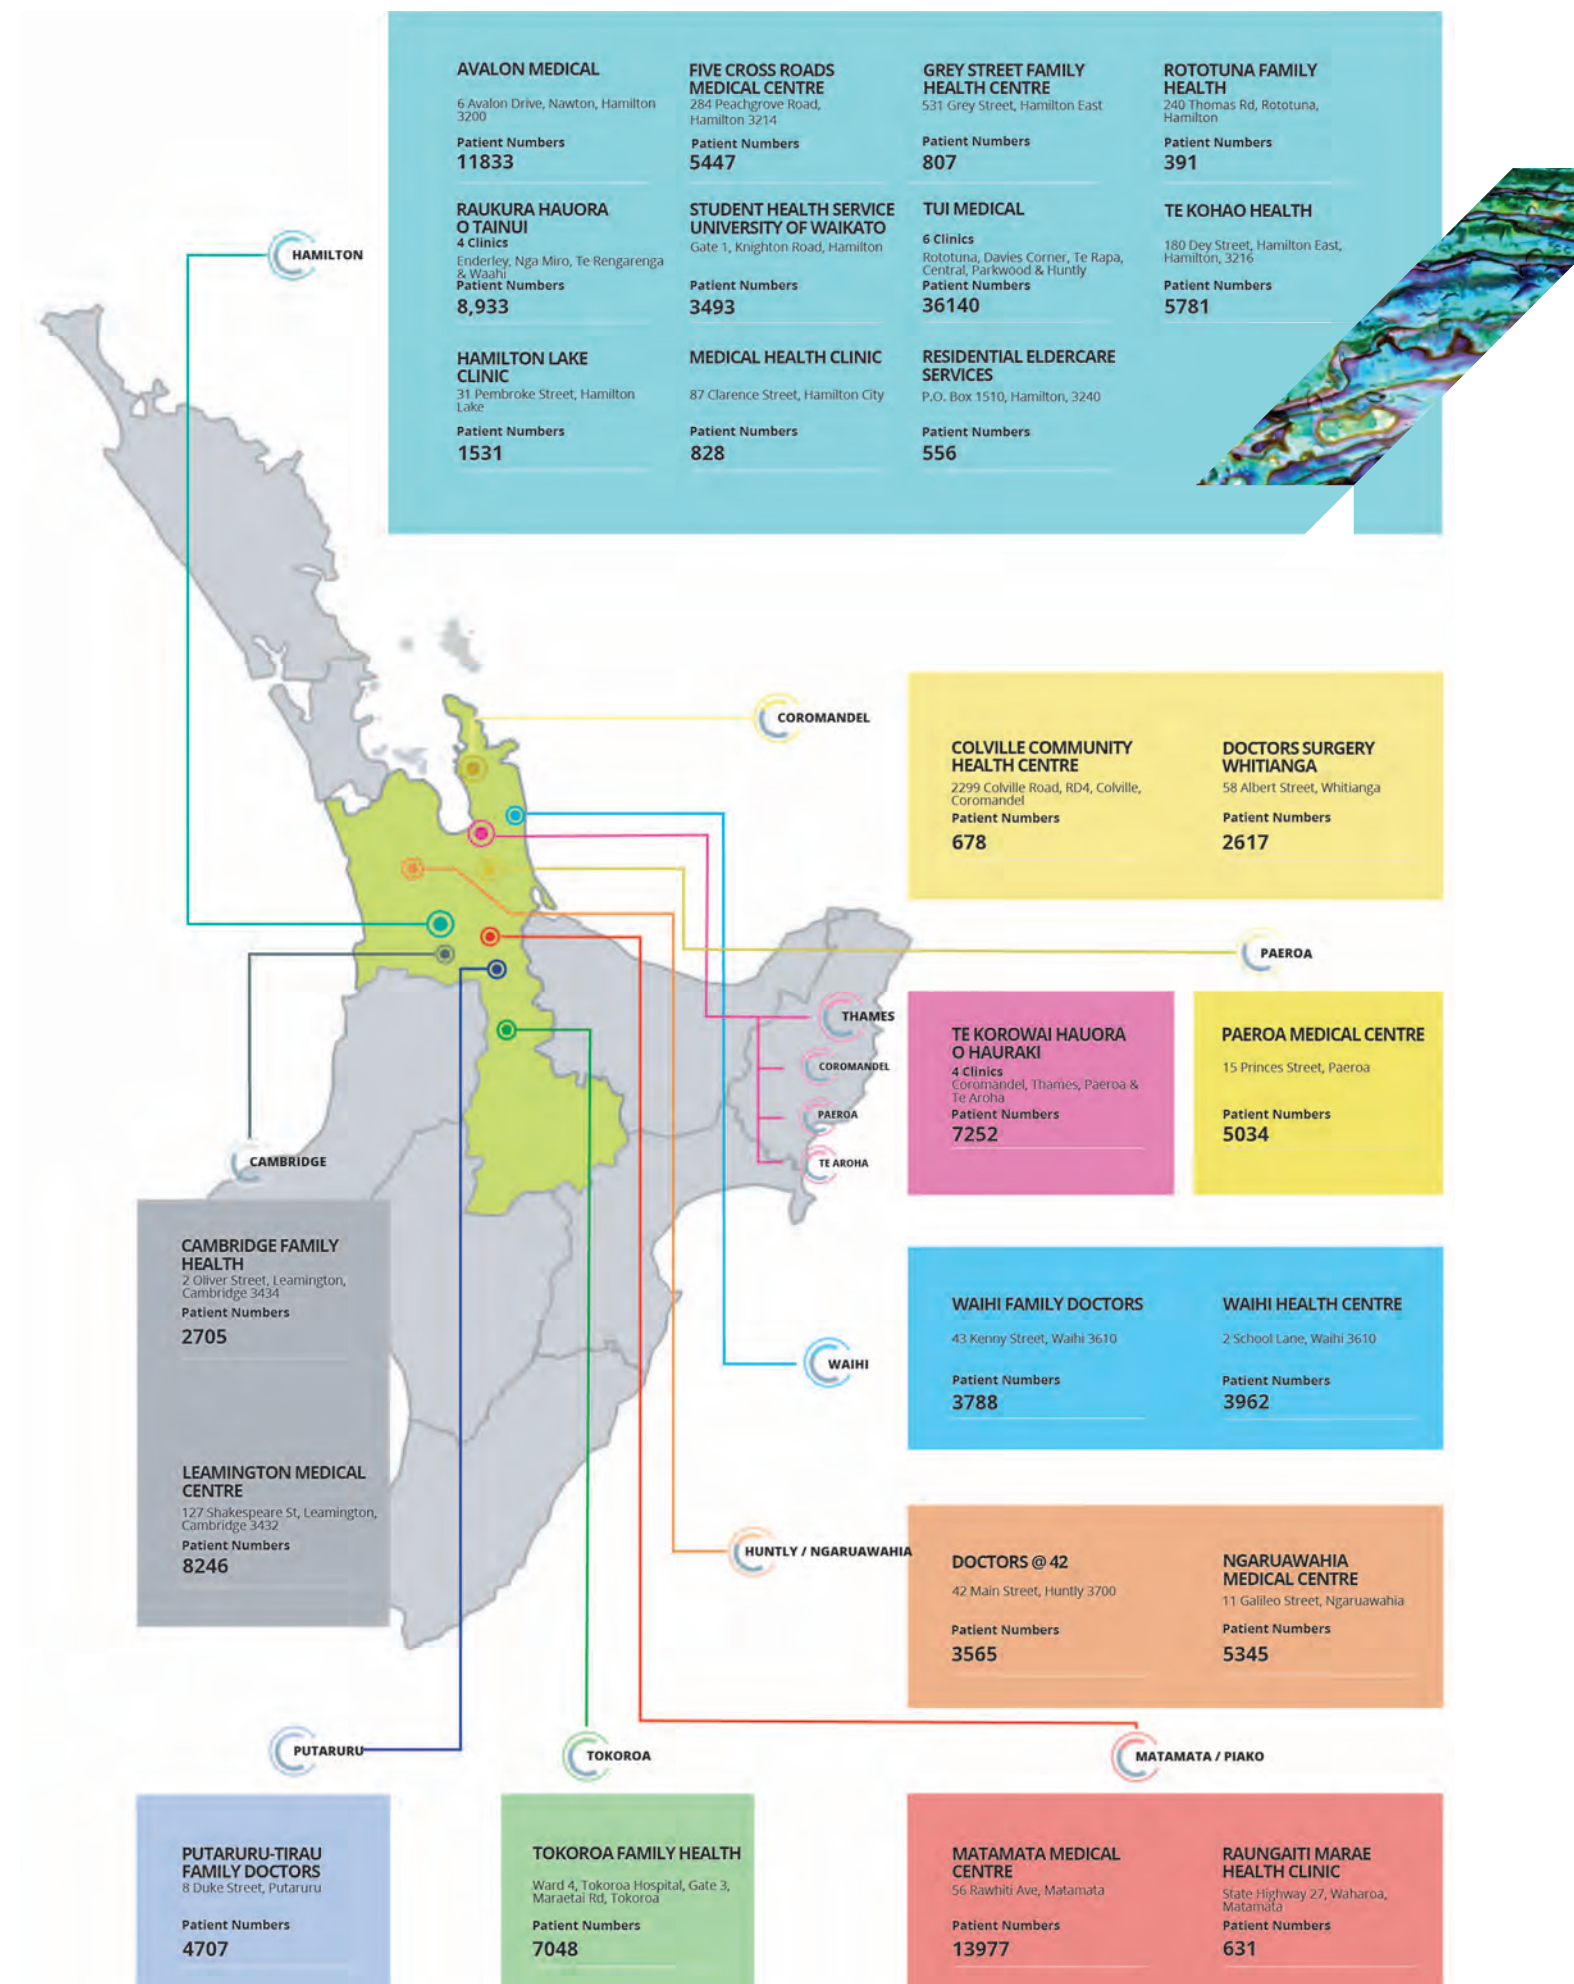 AVALON MEDICAL
6 Avalon Drive, Nawton, Hamilton
3200
Patient Numbers
11833
FIVE CROSS ROADS
MEDICAL CENTRE
284 Peachgrove Road,
Hamilton 3214
Patient Numbers
5447
GREY STREET FAMILY
HEALTH CENTRE
531 Grey Street, Hamilton East
Patient Numbers
807
ROTOTUNA FAMILY
HEALTH
240 Thomas Rd, Rototuna,
Hamilton
Patient Numbers
391
RAUKURA HAUORA
O TAINUI
4 Clinics
Enderley, Nga Miro, Te Rengarenga
& Waahi
Patient Numbers
8,933
STUDENT HEALTH SERVICE
UNIVERSITY OF WAIKATO
Gate 1, Knighton Road, Hamilton
Patient Numbers
3493
TUI MEDICAL
6 Clinics
Rototuna, Davies Corner, Te Rapa,
Central, Parkwood & Huntly
Patient Numbers
36140
TE KOHAO HEALTH
180 Dey Street, Hamilton East,
Hamilton, 3216
Patient Numbers
5781
HAMILTON LAKE
CLINIC
31 Pembroke Street, Hamilton
Lake
Patient Numbers
1531
MEDICAL HEALTH CLINIC
87 Clarence Street, Hamilton City
Patient Numbers
828
RESIDENTIAL ELDERCARE
SERVICES
P.O. Box 1510, Hamilton, 3240
Patient Numbers
556
HAMILTON
COROMANDEL
COLVILLE COMMUNITY
HEALTH CENTRE
2299 Colville Road, RD4, Colville,
Coromandel
Patient Numbers
678
DOCTORS SURGERY
WHITIANGA
58 Albert Street, Whitianga
Patient Numbers
2617
PAEROA
THAMES
COROMANDEL
PAEROA
TE AROHA
TE KOROWAI HAUORA
O HAURAKI
4 Clinics
Coromandel, Thames, Paeroa &
Te Aroha
Patient Numbers
7252
PAEROA MEDICAL CENTRE
15 Princes Street, Paeroa
Patient Numbers
5034
CAMBRIDGE
CAMBRIDGE FAMILY
HEALTH
2 Oliver Street, Leamington,
Cambridge 3434
Patient Numbers
2705
LEAMINGTON MEDICAL
CENTRE
127 Shakespeare St, Leamington,
Cambridge 3432
Patient Numbers
8246
WAIHI
WAIHI FAMILY DOCTORS
43 Kenny Street, Waihi 3610
Patient Numbers
3788
WAIHI HEALTH CENTRE
2 School Lane, Waihi 3610
Patient Numbers
3962
HUNTLY / NGARUAWAHIA
DOCTORS @ 42
42 Main Street, Huntly 3700
Patient Numbers
3565
NGARUAWAHIA
MEDICAL CENTRE
11 Galileo Street, Ngaruawahia
Patient Numbers
5345
PUTARURU
TOKOROA
MATAMATA / PIAKO
PUTARURU-TIRAU
FAMILY DOCTORS
8 Duke Street, Putaruru
Patient Numbers
4707
TOKOROA FAMILY HEALTH
Ward 4, Tokoroa Hospital, Gate 3,
Maraetai Rd, Tokoroa
Patient Numbers
7048
MATAMATA MEDICAL
CENTRE
56 Rawhiti Ave, Matamata
Patient Numbers
13977
RAUNGAITI MARAE
HEALTH CLINIC
State Highway 27, Waharoa,
Matamata
Patient Numbers
631